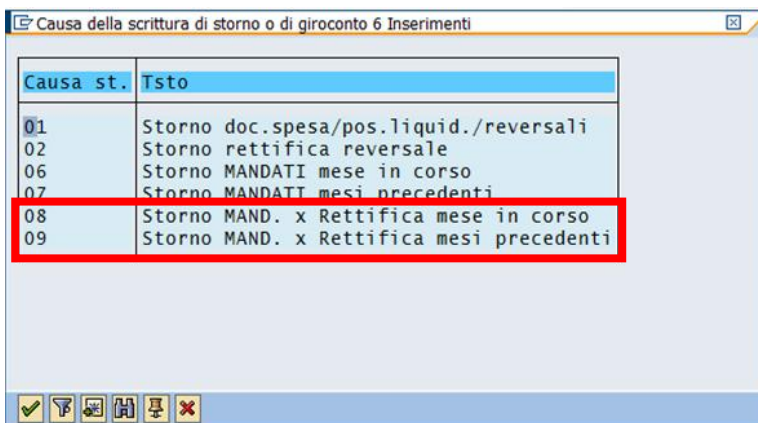 Causa della scrittura di storno o di giroconto 6 Inserimenti
Causa st. Tsto
01 Storno doc.spesa/pos.liquid./reversali
02 Storno rettifica reversale
06 Storno MANDATI mese in corso
07 Storno MANDATI mesi precedenti
08 Storno MAND. x Rettifica mese in corso
09 Storno MAND. x Rettifica mesi precedenti